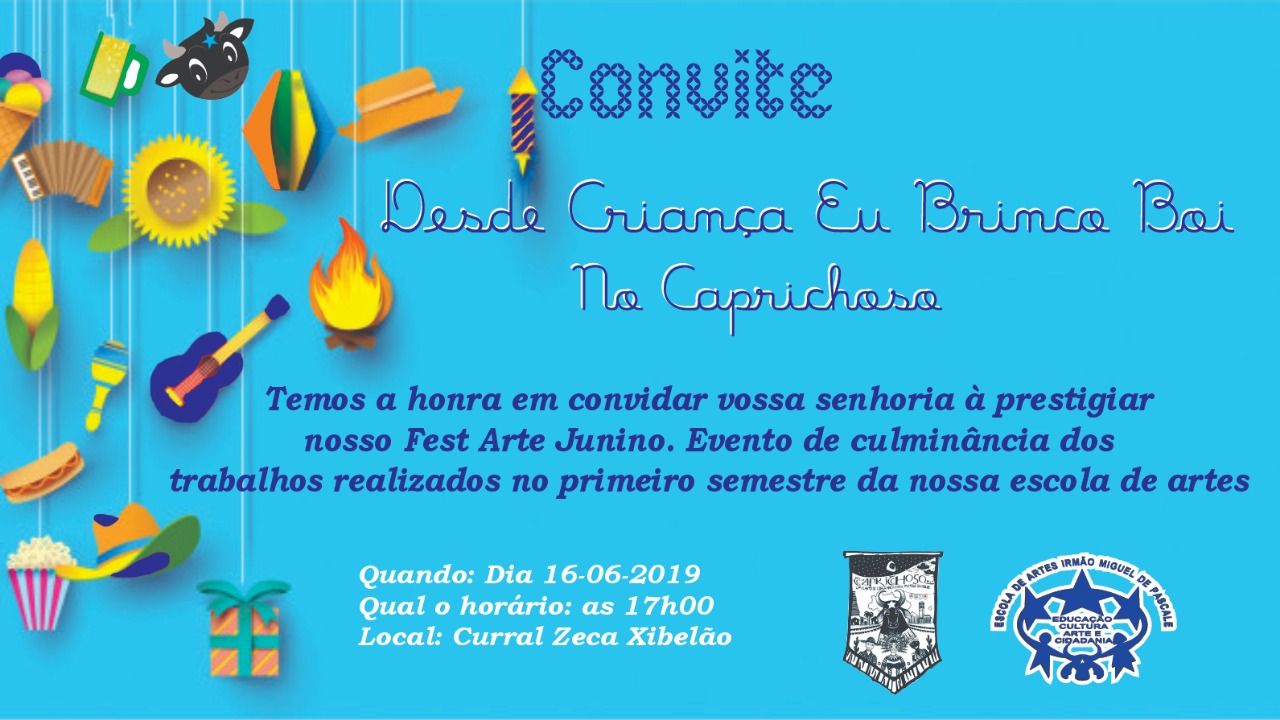 Convite
Desde Criança Eu Brinco Boi
No Caprichoso
Temos a honra em convidar vossa senhoria à prestigiar
nosso Fest Arte Junino. Evento de culminância dos
trabalhos realizados no primeiro semestre da nossa escola de artes
Quando: Dia 16-06-2019
Qual o horário: as 17h00
Local: Curral Zeca Xibelão
CAPRICHOSO
ESCOLA DE ARTES IRMÃO MIGUEL DE PASCALE
EDUCAÇÃO
CULTURA
ARTE E
CIDADANIA